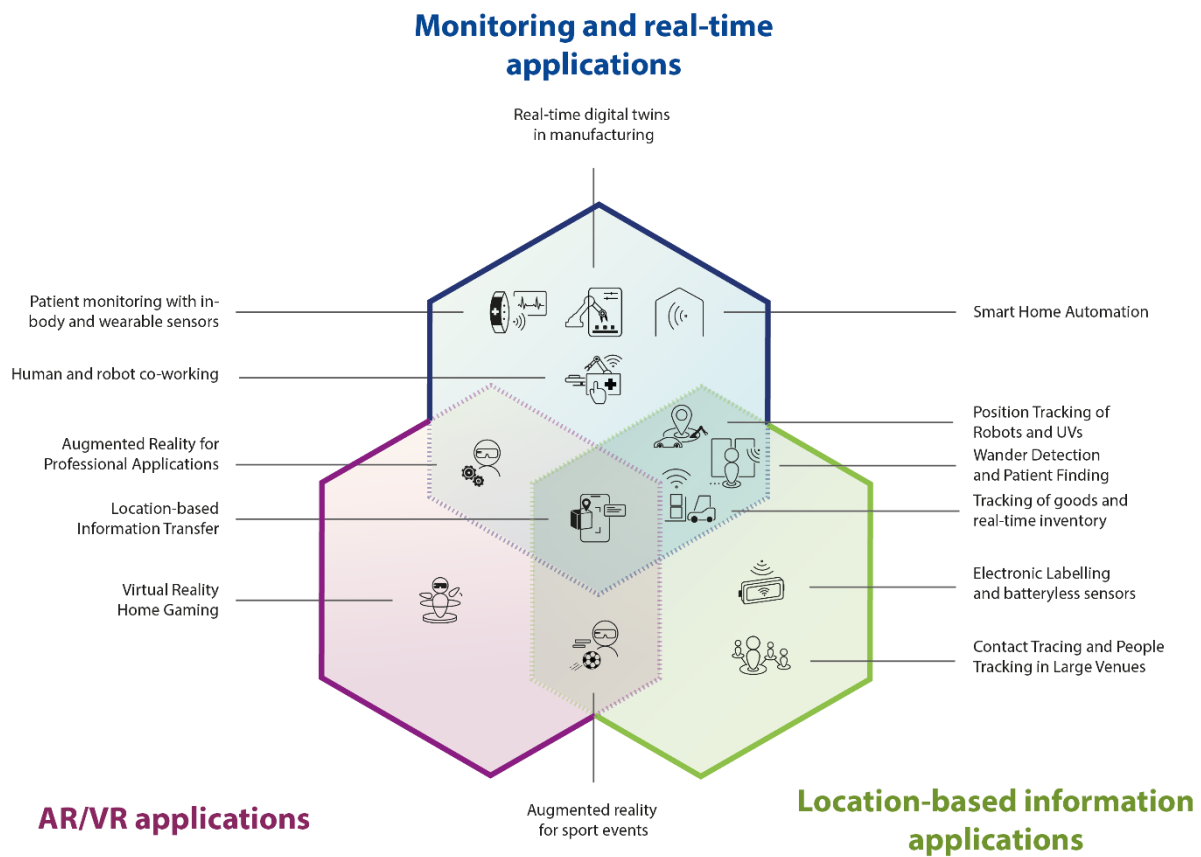 Monitoring and real-time
applications
Real-time digital twins
in manufacturing
Patient monitoring with in-
body and wearable sensors
Smart Home Automation
Human and robot co-working
Position Tracking of
Robots and UVs
Augmented Reality for
Professional Applications
Wander Detection
and Patient Finding
Location-based
Information Transfer
Tracking of goods and
real-time inventory
Virtual Reality
Home Gaming
Electronic Labelling
and batteryless sensors
Contact Tracing and People
Tracking in Large Venues
AR/VR applications
Augmented reality
for sport events
Location-based information
applications